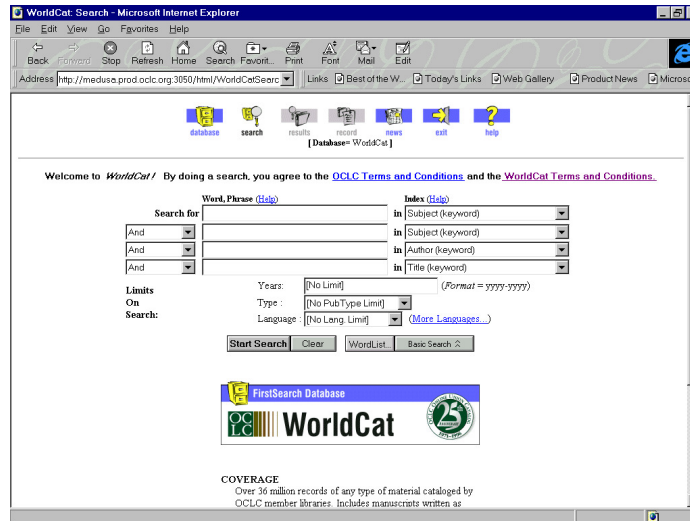 WorldCat: Search - Microsoft Internet Explorer
File Edit View Go Favorites Help
Back Forward Stop Refresh Home Search Favorit... Print Font Mail Edit
Address http://medusa.prod.oclc.org:3050/html/WorldCatSearc Links Best of the W... Today's Links Web Gallery Product News Microso
database search results record news exit help
[ Database= WorldCat ]
Welcome to WorldCat! By doing a search, you agree to the OCLC Terms and Conditions and the WorldCat Terms and Conditions.
Word, Phrase (Help) Index (Help)
Search for in Subject (keyword)
And in Subject (keyword)
And in Author (keyword)
And in Title (keyword)
Limits On Search:
Years: [No Limit] (Format = yyyy-yyyy)
Type : [No PubType Limit]
Language : [No Lang. Limit] (More Languages...)
Start Search Clear WordList... Basic Search
FirstSearch Database
OCLC WorldCat 25
COVERAGE
Over 36 million records of any type of material cataloged by
OCLC member libraries. Includes manuscripts written as